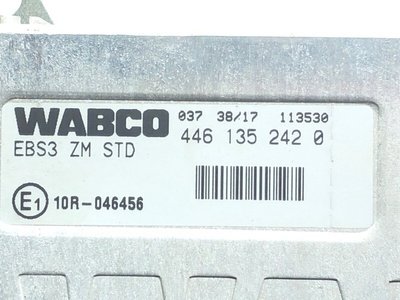 WABCO 037 38/17 113530
446 135 242 0
EBS3 ZM STD
E1 10R-046456